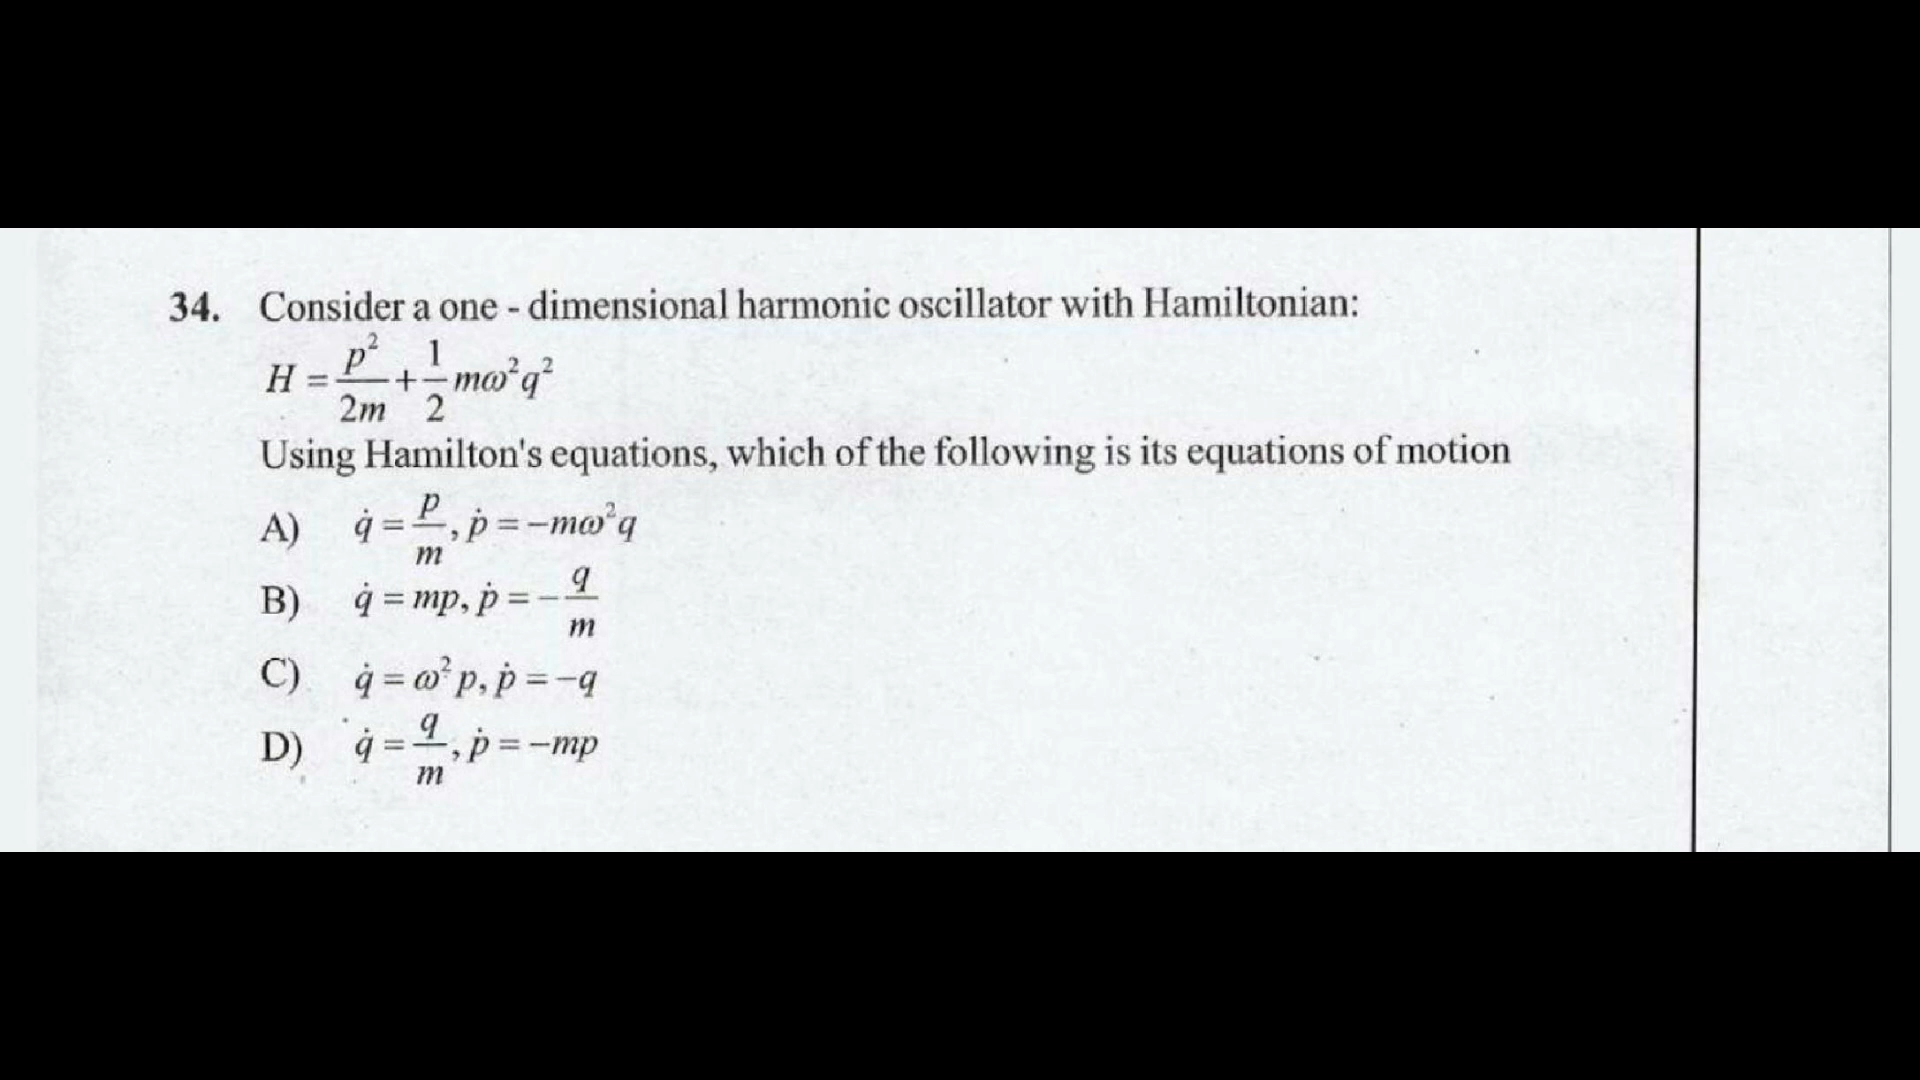 34. Consider a one - dimensional harmonic oscillator with Hamiltonian:
H = p²/2m + 1/2 mω²q²
Using Hamilton's equations, which of the following is its equations of motion
A) q̇ = p/m, ṗ = −mω²q
B) q̇ = mp, ṗ = −q/m
C) q̇ = ω²p, ṗ = −q
D) q̇ = q/m, ṗ = −mp